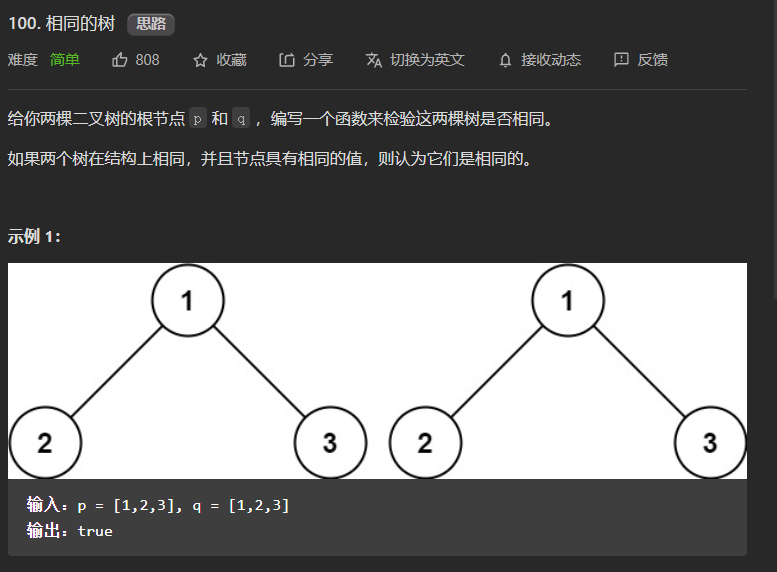 100. 相同的树 思路
难度 简单 808 收藏 分享 切换为英文 接收动态 反馈
给你两棵二叉树的根节点 p 和 q ，编写一个函数来检验这两棵树是否相同。
如果两个树在结构上相同，并且节点具有相同的值，则认为它们是相同的。
示例 1：
1 1
2 3 2 3
输入：p = [1,2,3], q = [1,2,3]
输出：true